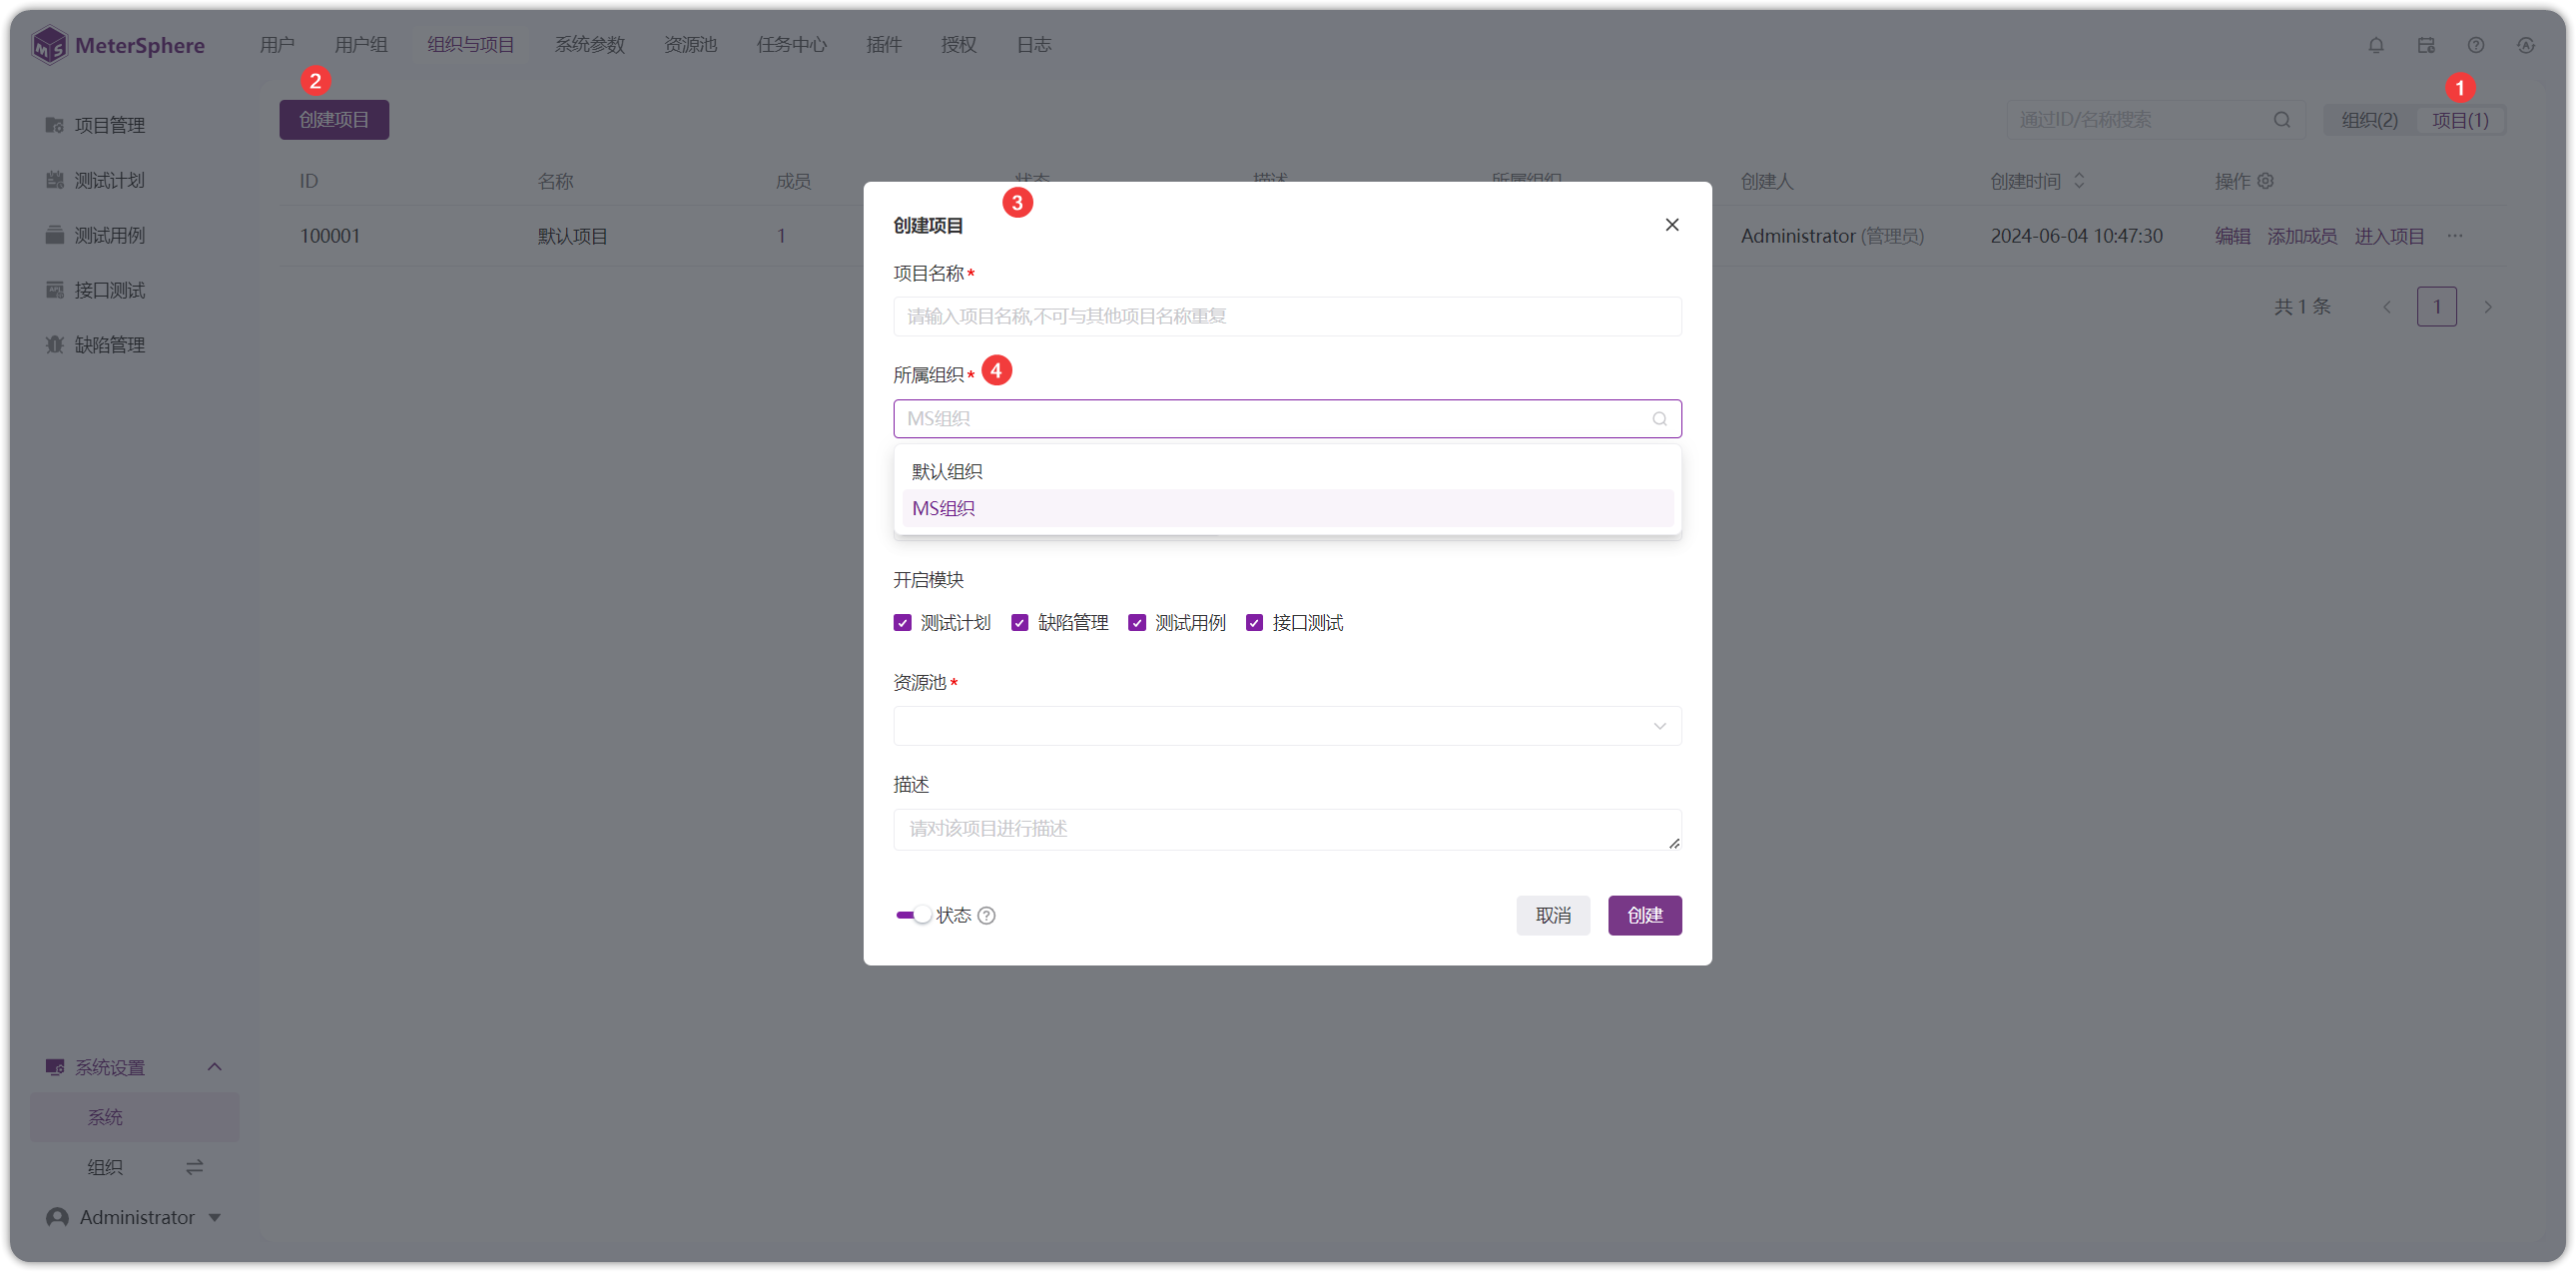 MeterSphere
用户 用户组 组织与项目 系统参数 资源池 任务中心 插件 授权 日志
2
1
项目管理
测试计划
测试用例
接口测试
缺陷管理
创建项目
通过ID/名称搜索
组织(2) 项目(1)
ID 名称 成员 状态 描述 所属组织 创建人 创建时间 操作
100001 默认项目 1 Administrator (管理员) 2024-06-04 10:47:30 编辑 添加成员 进入项目 ···
共 1 条 1
3
创建项目
项目名称*
请输入项目名称,不可与其他项目名称重复
所属组织* 4
MS组织
默认组织
MS组织
开启模块
测试计划 缺陷管理 测试用例 接口测试
资源池*
描述
请对该项目进行描述
状态
取消 创建
系统设置
系统
组织
Administrator